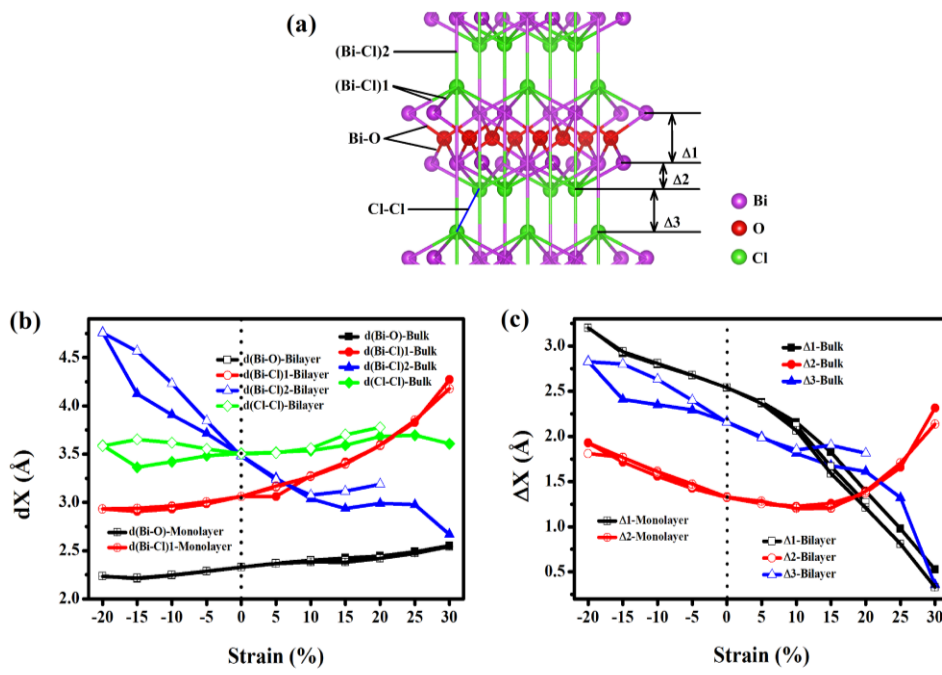 (a)
(Bi-Cl)2
(Bi-Cl)1
Bi-O
Cl-Cl
Δ1
Δ2
Δ3
Bi
O
Cl
(b)
d(Bi-O)-Bilayer
d(Bi-Cl)1-Bilayer
d(Bi-Cl)2-Bilayer
d(Cl-Cl)-Bilayer
d(Bi-O)-Bulk
d(Bi-Cl)1-Bulk
d(Bi-Cl)2-Bulk
d(Cl-Cl)-Bulk
d(Bi-O)-Monolayer
d(Bi-Cl)1-Monolayer
dX (Å)
4.5
4.0
3.5
3.0
2.5
2.0
-20 -15 -10 -5 0 5 10 15 20 25 30
Strain (%)
(c)
Δ1-Bulk
Δ2-Bulk
Δ3-Bulk
Δ1-Monolayer
Δ2-Monolayer
Δ1-Bilayer
Δ2-Bilayer
Δ3-Bilayer
ΔX (Å)
3.0
2.5
2.0
1.5
1.0
0.5
-20 -15 -10 -5 0 5 10 15 20 25 30
Strain (%)